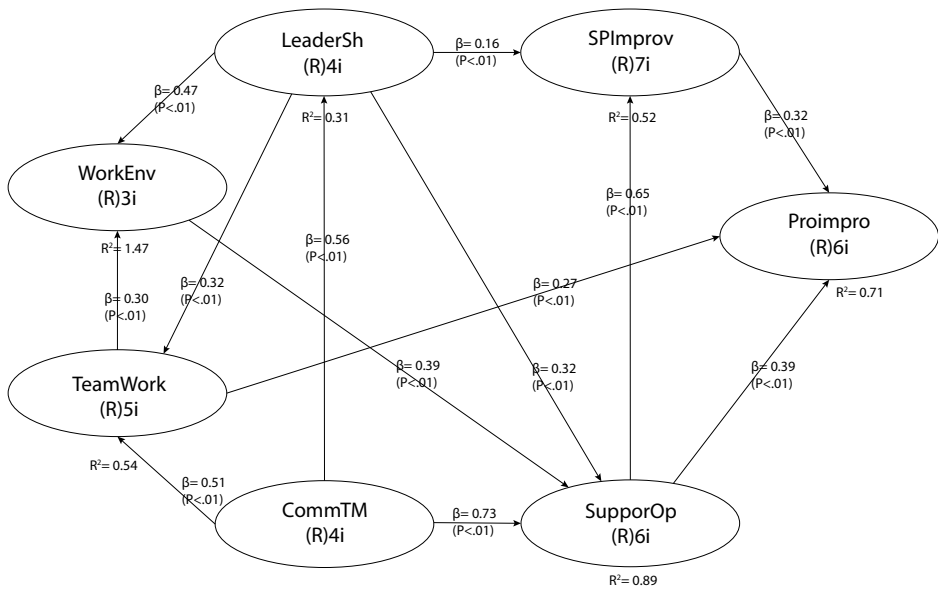 LeaderSh
(R)4i
β= 0.16
(P<.01)
SPImprov
(R)7i
β= 0.47
(P<.01)
R²= 0.31
R²= 0.52
β= 0.32
(P<.01)
WorkEnv
(R)3i
β= 0.65
(P<.01)
Proimpro
(R)6i
R²= 1.47
β= 0.56
(P<.01)
β= 0.30
(P<.01)
β= 0.32
(P<.01)
β= 0.27
(P<.01)
R²= 0.71
TeamWork
(R)5i
β= 0.39
(P<.01)
β= 0.32
(P<.01)
β= 0.39
(P<.01)
R²= 0.54
β= 0.51
(P<.01)
CommTM
(R)4i
β= 0.73
(P<.01)
SupporOp
(R)6i
R²= 0.89